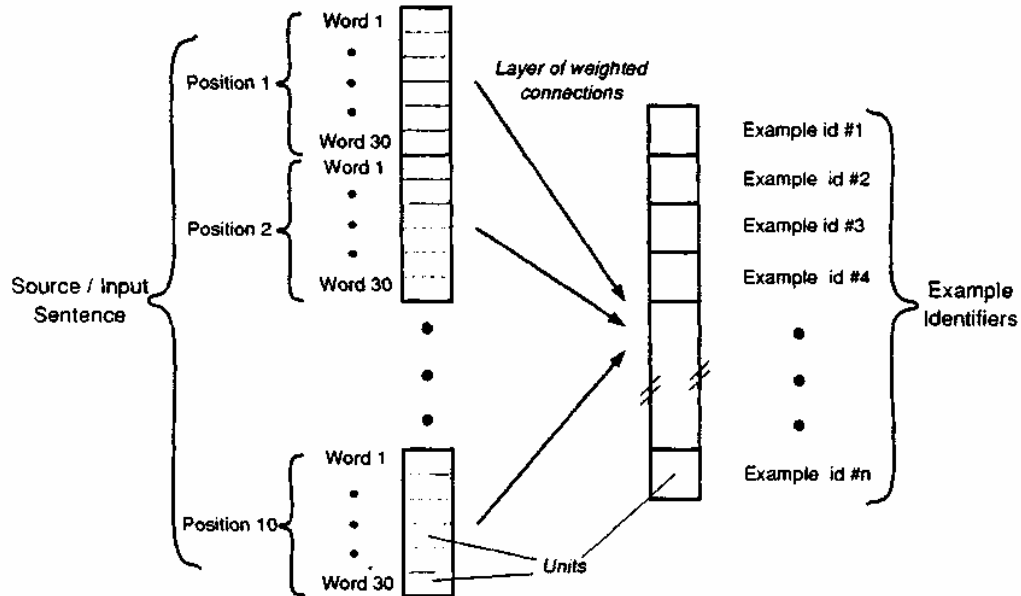 Word 1
Position 1
Word 30
Word 1
Position 2
Word 30
Source / Input
Sentence
Word 1
Position 10
Word 30
Layer of weighted
connections
Units
Example id #1
Example id #2
Example id #3
Example id #4
Example id #n
Example
Identifiers